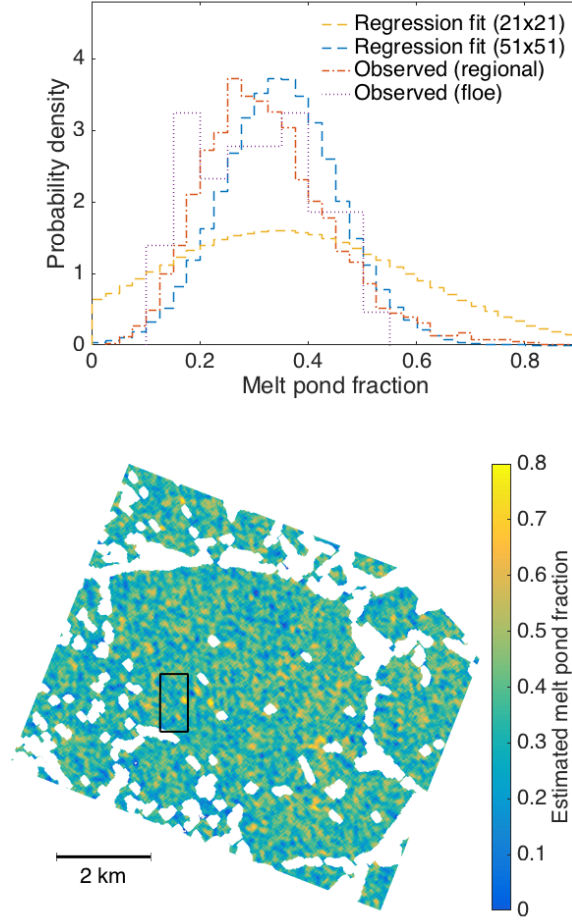 Regression fit (21x21)
Regression fit (51x51)
Observed (regional)
Observed (floe)
4
3
2
1
0
Probability density
0 0.2 0.4 0.6 0.8
Melt pond fraction
0.8
0.7
0.6
0.5
0.4
0.3
0.2
0.1
0
Estimated melt pond fraction
2 km